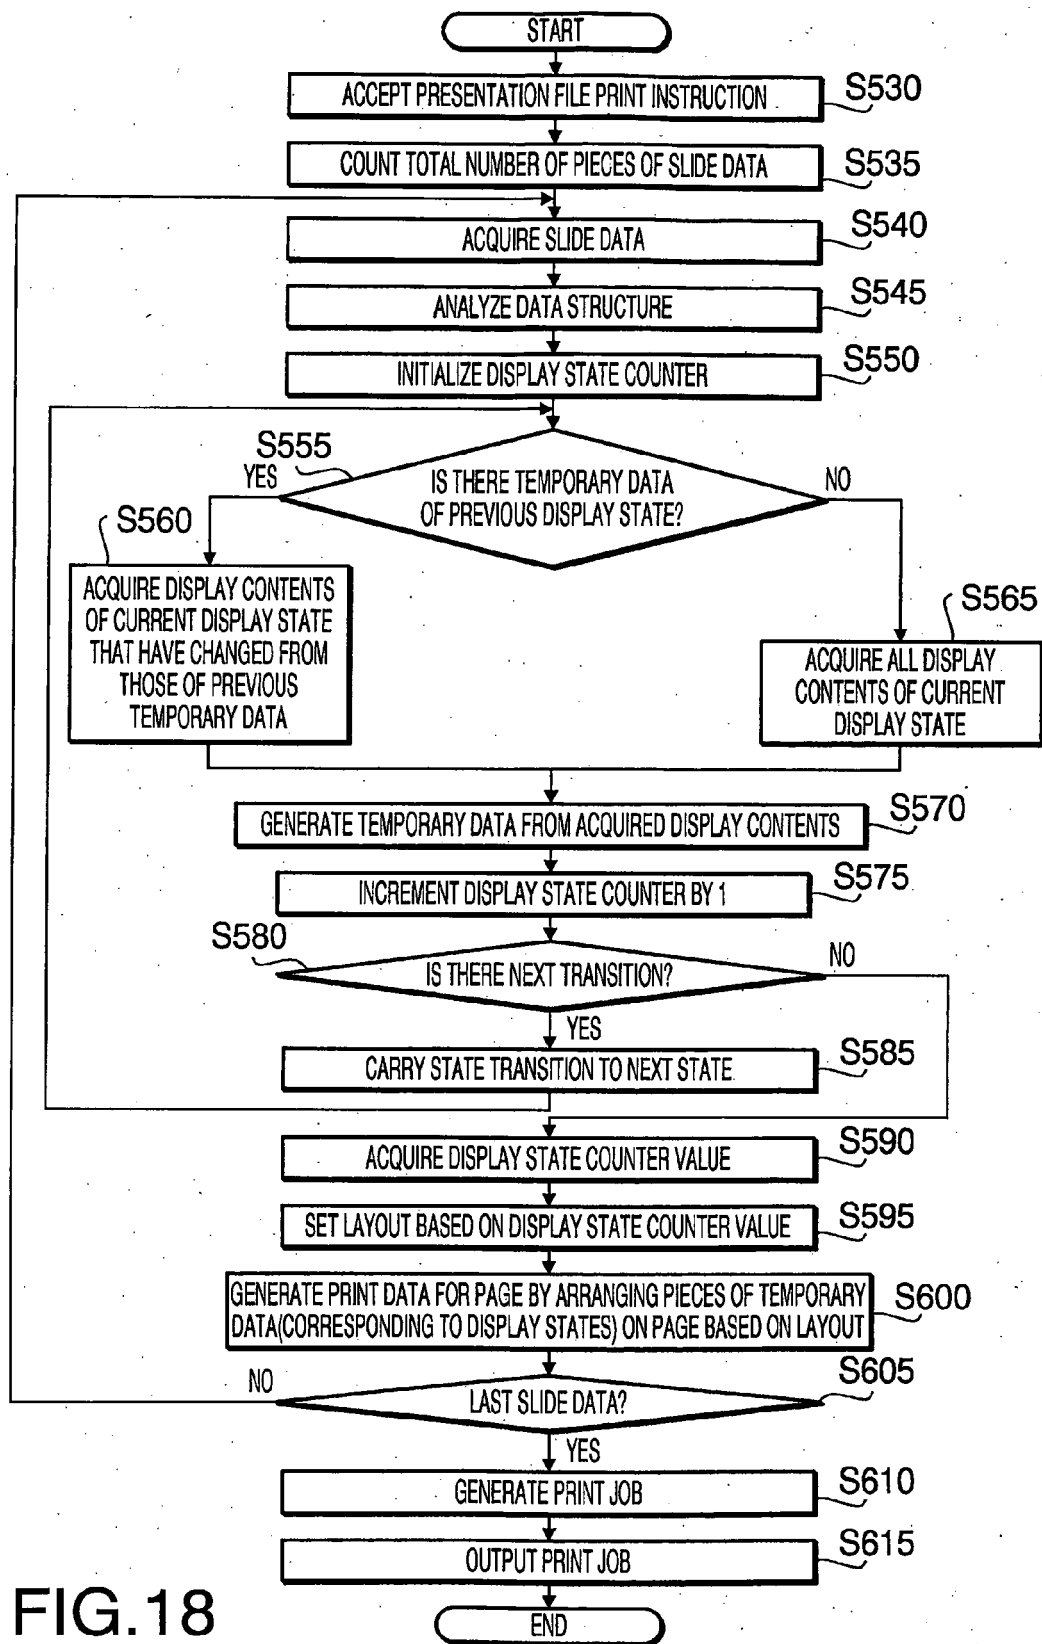 START
ACCEPT PRESENTATION FILE PRINT INSTRUCTION
S530
COUNT TOTAL NUMBER OF PIECES OF SLIDE DATA
S535
ACQUIRE SLIDE DATA
S540
ANALYZE DATA STRUCTURE
S545
INITIALIZE DISPLAY STATE COUNTER
S550
S555
YES
IS THERE TEMPORARY DATA
OF PREVIOUS DISPLAY STATE?
NO
S560
ACQUIRE DISPLAY CONTENTS
OF CURRENT DISPLAY STATE
THAT HAVE CHANGED FROM
THOSE OF PREVIOUS
TEMPORARY DATA
S565
ACQUIRE ALL DISPLAY
CONTENTS OF CURRENT
DISPLAY STATE
GENERATE TEMPORARY DATA FROM ACQUIRED DISPLAY CONTENTS
S570
INCREMENT DISPLAY STATE COUNTER BY 1
S575
S580
IS THERE NEXT TRANSITION?
NO
YES
CARRY STATE TRANSITION TO NEXT STATE
S585
ACQUIRE DISPLAY STATE COUNTER VALUE
S590
SET LAYOUT BASED ON DISPLAY STATE COUNTER VALUE
S595
GENERATE PRINT DATA FOR PAGE BY ARRANGING PIECES OF TEMPORARY
DATA(CORRESPONDING TO DISPLAY STATES) ON PAGE BASED ON LAYOUT
S600
NO
LAST SLIDE DATA?
S605
YES
GENERATE PRINT JOB
S610
OUTPUT PRINT JOB
S615
END
FIG.18